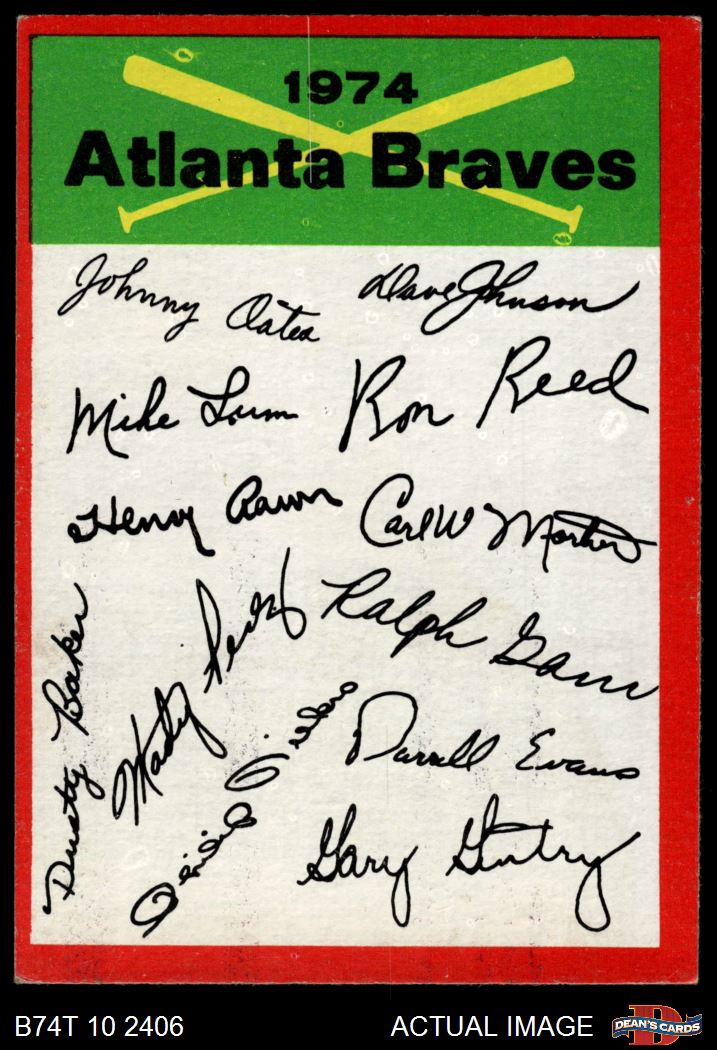 1974
Atlanta Braves
Johnny Oates
Dave Johnson
Mike Lum
Ron Reed
Henry Aaron
Carl W Morton
Ralph Garr
Dusty Baker
Marty Perez
Darrell Evans
Gary Gentry
B74T 10 2406 ACTUAL IMAGE DEAN'S CARDS